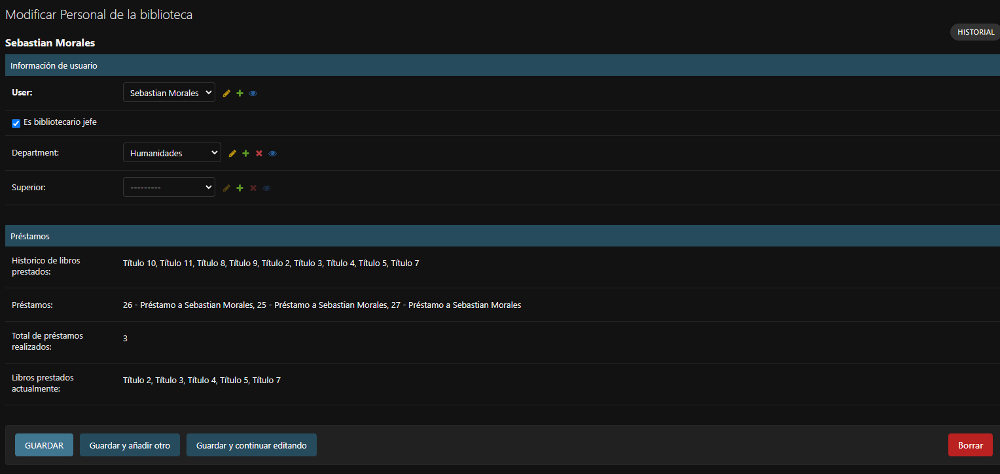 Modificar Personal de la biblioteca
HISTORIAL
Sebastian Morales
Información de usuario
User: Sebastian Morales
Es bibliotecario jefe
Department: Humanidades
Superior: ---------
Préstamos
Historico de libros
prestados:
Título 10, Título 11, Título 8, Título 9, Título 2, Título 3, Título 4, Título 5, Título 7
Préstamos: 26 - Préstamo a Sebastian Morales, 25 - Préstamo a Sebastian Morales, 27 - Préstamo a Sebastian Morales
Total de préstamos
realizados:
3
Libros prestados
actualmente:
Título 2, Título 3, Título 4, Título 5, Título 7
GUARDAR Guardar y añadir otro Guardar y continuar editando Borrar